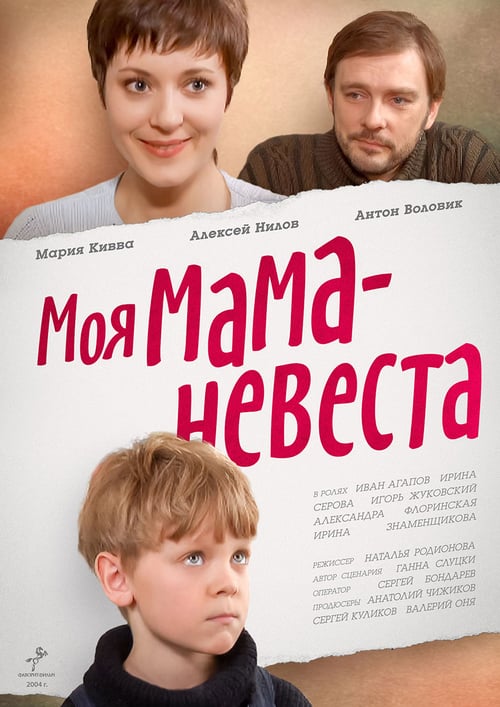 Мария Кивва
Алексей Нилов
Антон Воловик
Моя Мама-
невеста
В РОЛЯХ ИВАН АГАПОВ ИРИНА
СЕРОВА ИГОРЬ ЖУКОВСКИЙ
АЛЕКСАНДРА ФЛОРИНСКАЯ
ИРИНА ЗНАМЕНЩИКОВА
РЕЖИССЕР НАТАЛЬЯ РОДИОНОВА
АВТОР СЦЕНАРИЯ ГАННА СЛУЦКИ
ОПЕРАТОР СЕРГЕЙ БОНДАРЕВ
ПРОДЮСЕРЫ АНАТОЛИЙ ЧИЖИКОВ
СЕРГЕЙ КУЛИКОВ ВАЛЕРИЙ ОНЯ
ФАВОРИТ ФИЛЬМ
2004 г.